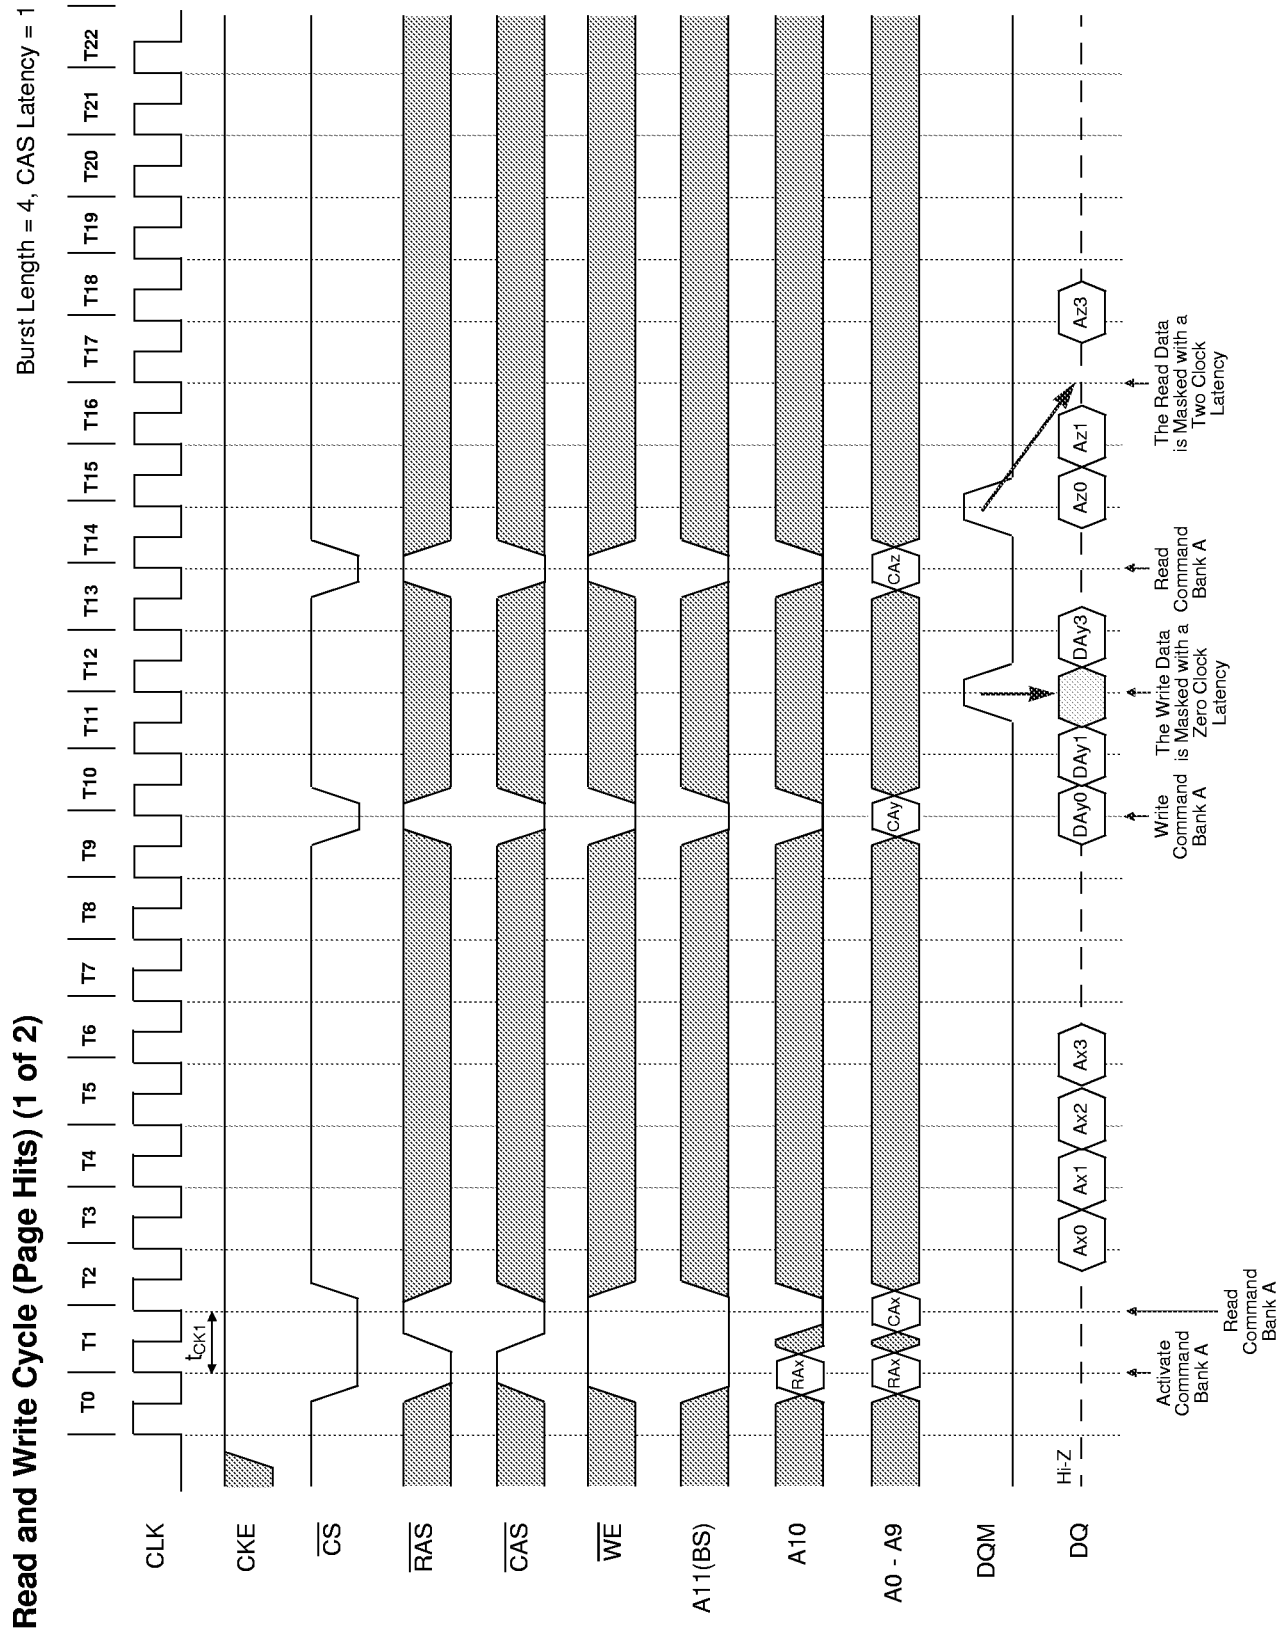 Read and Write Cycle (Page Hits) (1 of 2)
Burst Length = 4, CAS Latency = 1
T0 T1 T2 T3 T4 T5 T6 T7 T8 T9 T10 T11 T12 T13 T14 T15 T16 T17 T18 T19 T20 T21 T22
CLK
tCK1
CKE
CS
RAS
CAS
WE
A11(BS)
A10
RAx
A0 - A9
RAx CAx CAy CAz
DQM
DQ
Hi-Z
Ax0 Ax1 Ax2 Ax3 DAy0 DAy1 DAy3 Az0 Az1 Az3
Activate
Command
Bank A
Read
Command
Bank A
Write
Command
Bank A
The Write Data
is Masked with a
Zero Clock
Latency
Read
Command
Bank A
The Read Data
is Masked with a
Two Clock
Latency